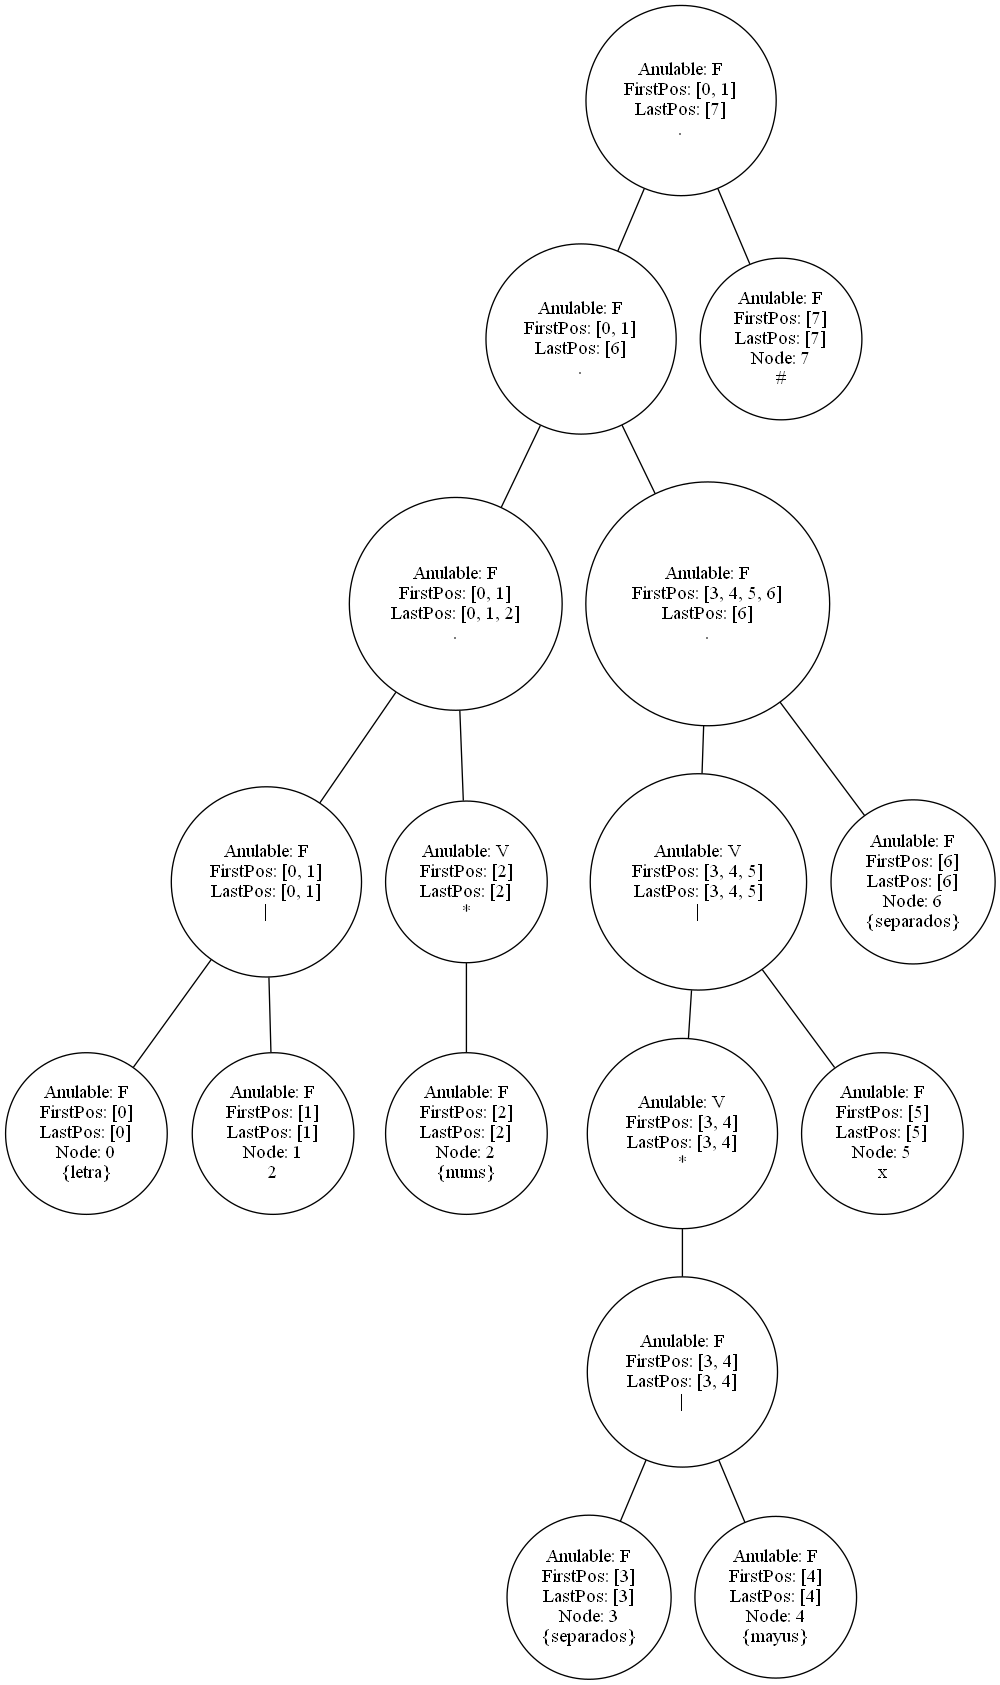 Anulable: F
FirstPos: [0, 1]
LastPos: [7]
.
Anulable: F
FirstPos: [0, 1]
LastPos: [6]
.
Anulable: F
FirstPos: [7]
LastPos: [7]
Node: 7
#
Anulable: F
FirstPos: [0, 1]
LastPos: [0, 1, 2]
.
Anulable: F
FirstPos: [3, 4, 5, 6]
LastPos: [6]
.
Anulable: F
FirstPos: [0, 1]
LastPos: [0, 1]
|
Anulable: V
FirstPos: [2]
LastPos: [2]
*
Anulable: V
FirstPos: [3, 4, 5]
LastPos: [3, 4, 5]
|
Anulable: F
FirstPos: [6]
LastPos: [6]
Node: 6
{separados}
Anulable: F
FirstPos: [0]
LastPos: [0]
Node: 0
{letra}
Anulable: F
FirstPos: [1]
LastPos: [1]
Node: 1
2
Anulable: F
FirstPos: [2]
LastPos: [2]
Node: 2
{nums}
Anulable: V
FirstPos: [3, 4]
LastPos: [3, 4]
*
Anulable: F
FirstPos: [5]
LastPos: [5]
Node: 5
x
Anulable: F
FirstPos: [3, 4]
LastPos: [3, 4]
|
Anulable: F
FirstPos: [3]
LastPos: [3]
Node: 3
{separados}
Anulable: F
FirstPos: [4]
LastPos: [4]
Node: 4
{mayus}